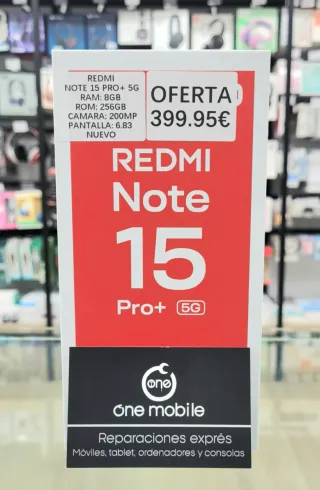 REDMI
NOTE 15 PRO+ 5G
RAM: 8GB
ROM: 256GB
CAMARA: 200MP
PANTALLA: 6.83
NUEVO
OFERTA
399.95€
REDMI
Note
15
Pro+ 5G
one
óne mobile
Reparaciones exprés
Móviles, tablet, ordenadores y consolas